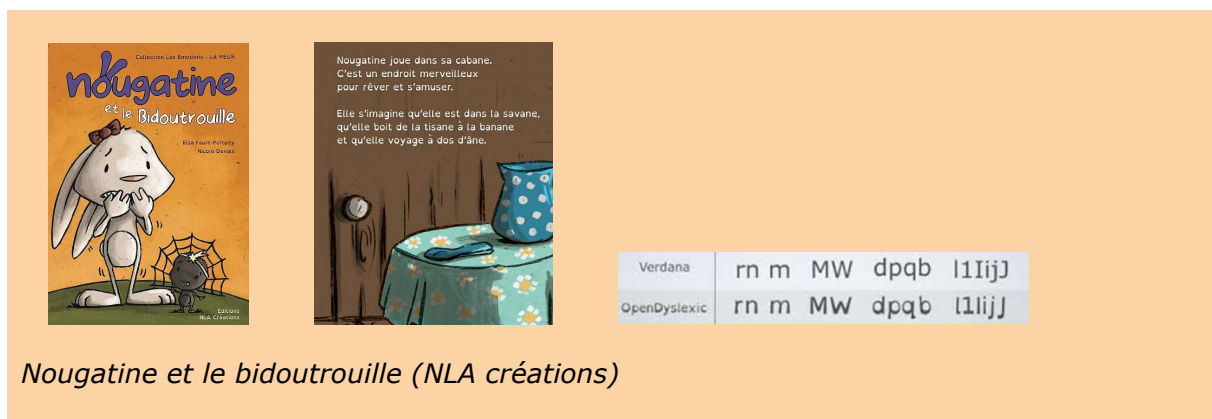 Collection Les Emotions - LA PEUR
nougatine
et le Bidoutrouille
Elsa Faure-Pompey
Nicole Devals
Editions
NLA Créations
Nougatine joue dans sa cabane.
C'est un endroit merveilleux
pour rêver et s'amuser.
Elle s'imagine qu'elle est dans la savane,
qu'elle boit de la tisane à la banane
et qu'elle voyage à dos d'âne.
Verdana rn m MW dpqb l1IijJ
OpenDyslexic rn m MW dpqb l1IijJ
Nougatine et le bidoutrouille (NLA créations)